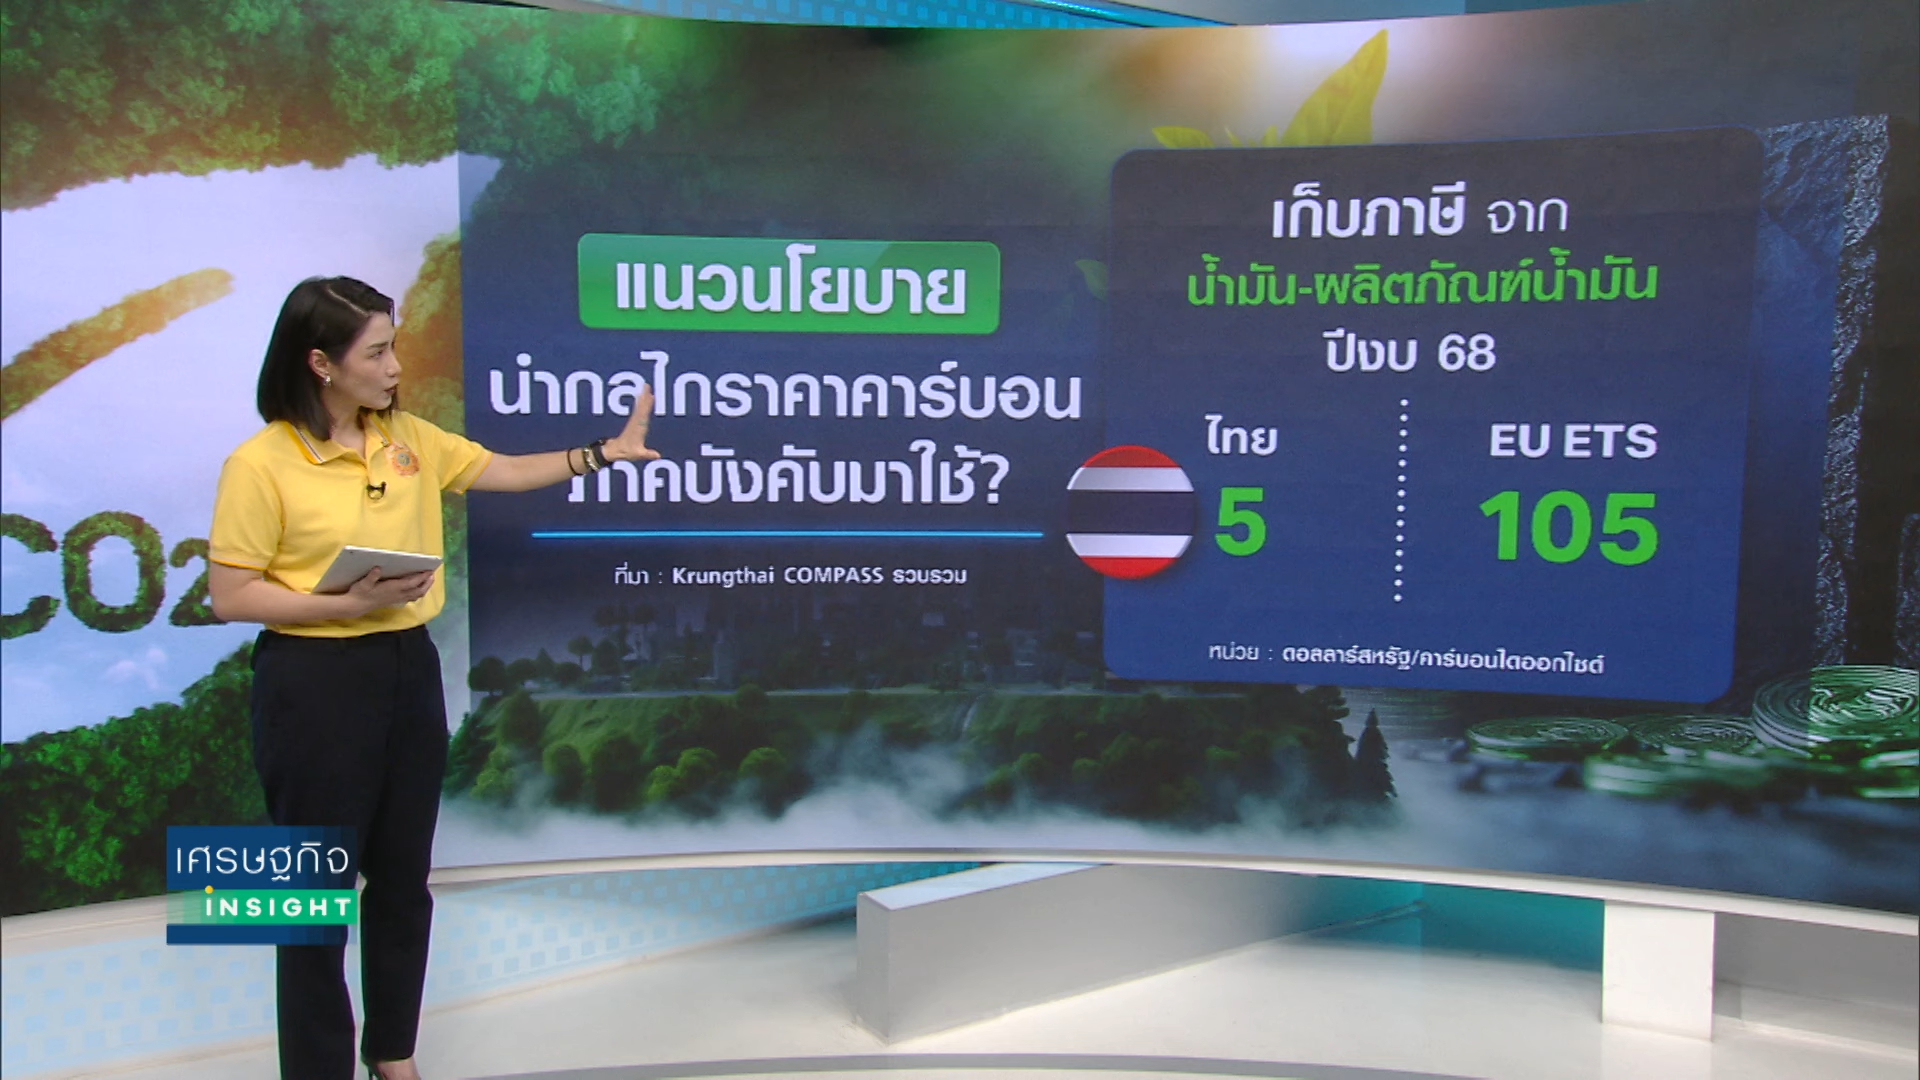 CO2
แนวนโยบาย
นำกลไกราคาคาร์บอน
ภาคบังคับมาใช้?
ที่มา : Krungthai COMPASS รวบรวม
เก็บภาษี จาก
น้ำมัน-ผลิตภัณฑ์น้ำมัน
ปีงบ 68
ไทย
5
EU ETS
105
หน่วย : ดอลลาร์สหรัฐ/คาร์บอนไดออกไซด์
เศรษฐกิจ
iNSIGHT